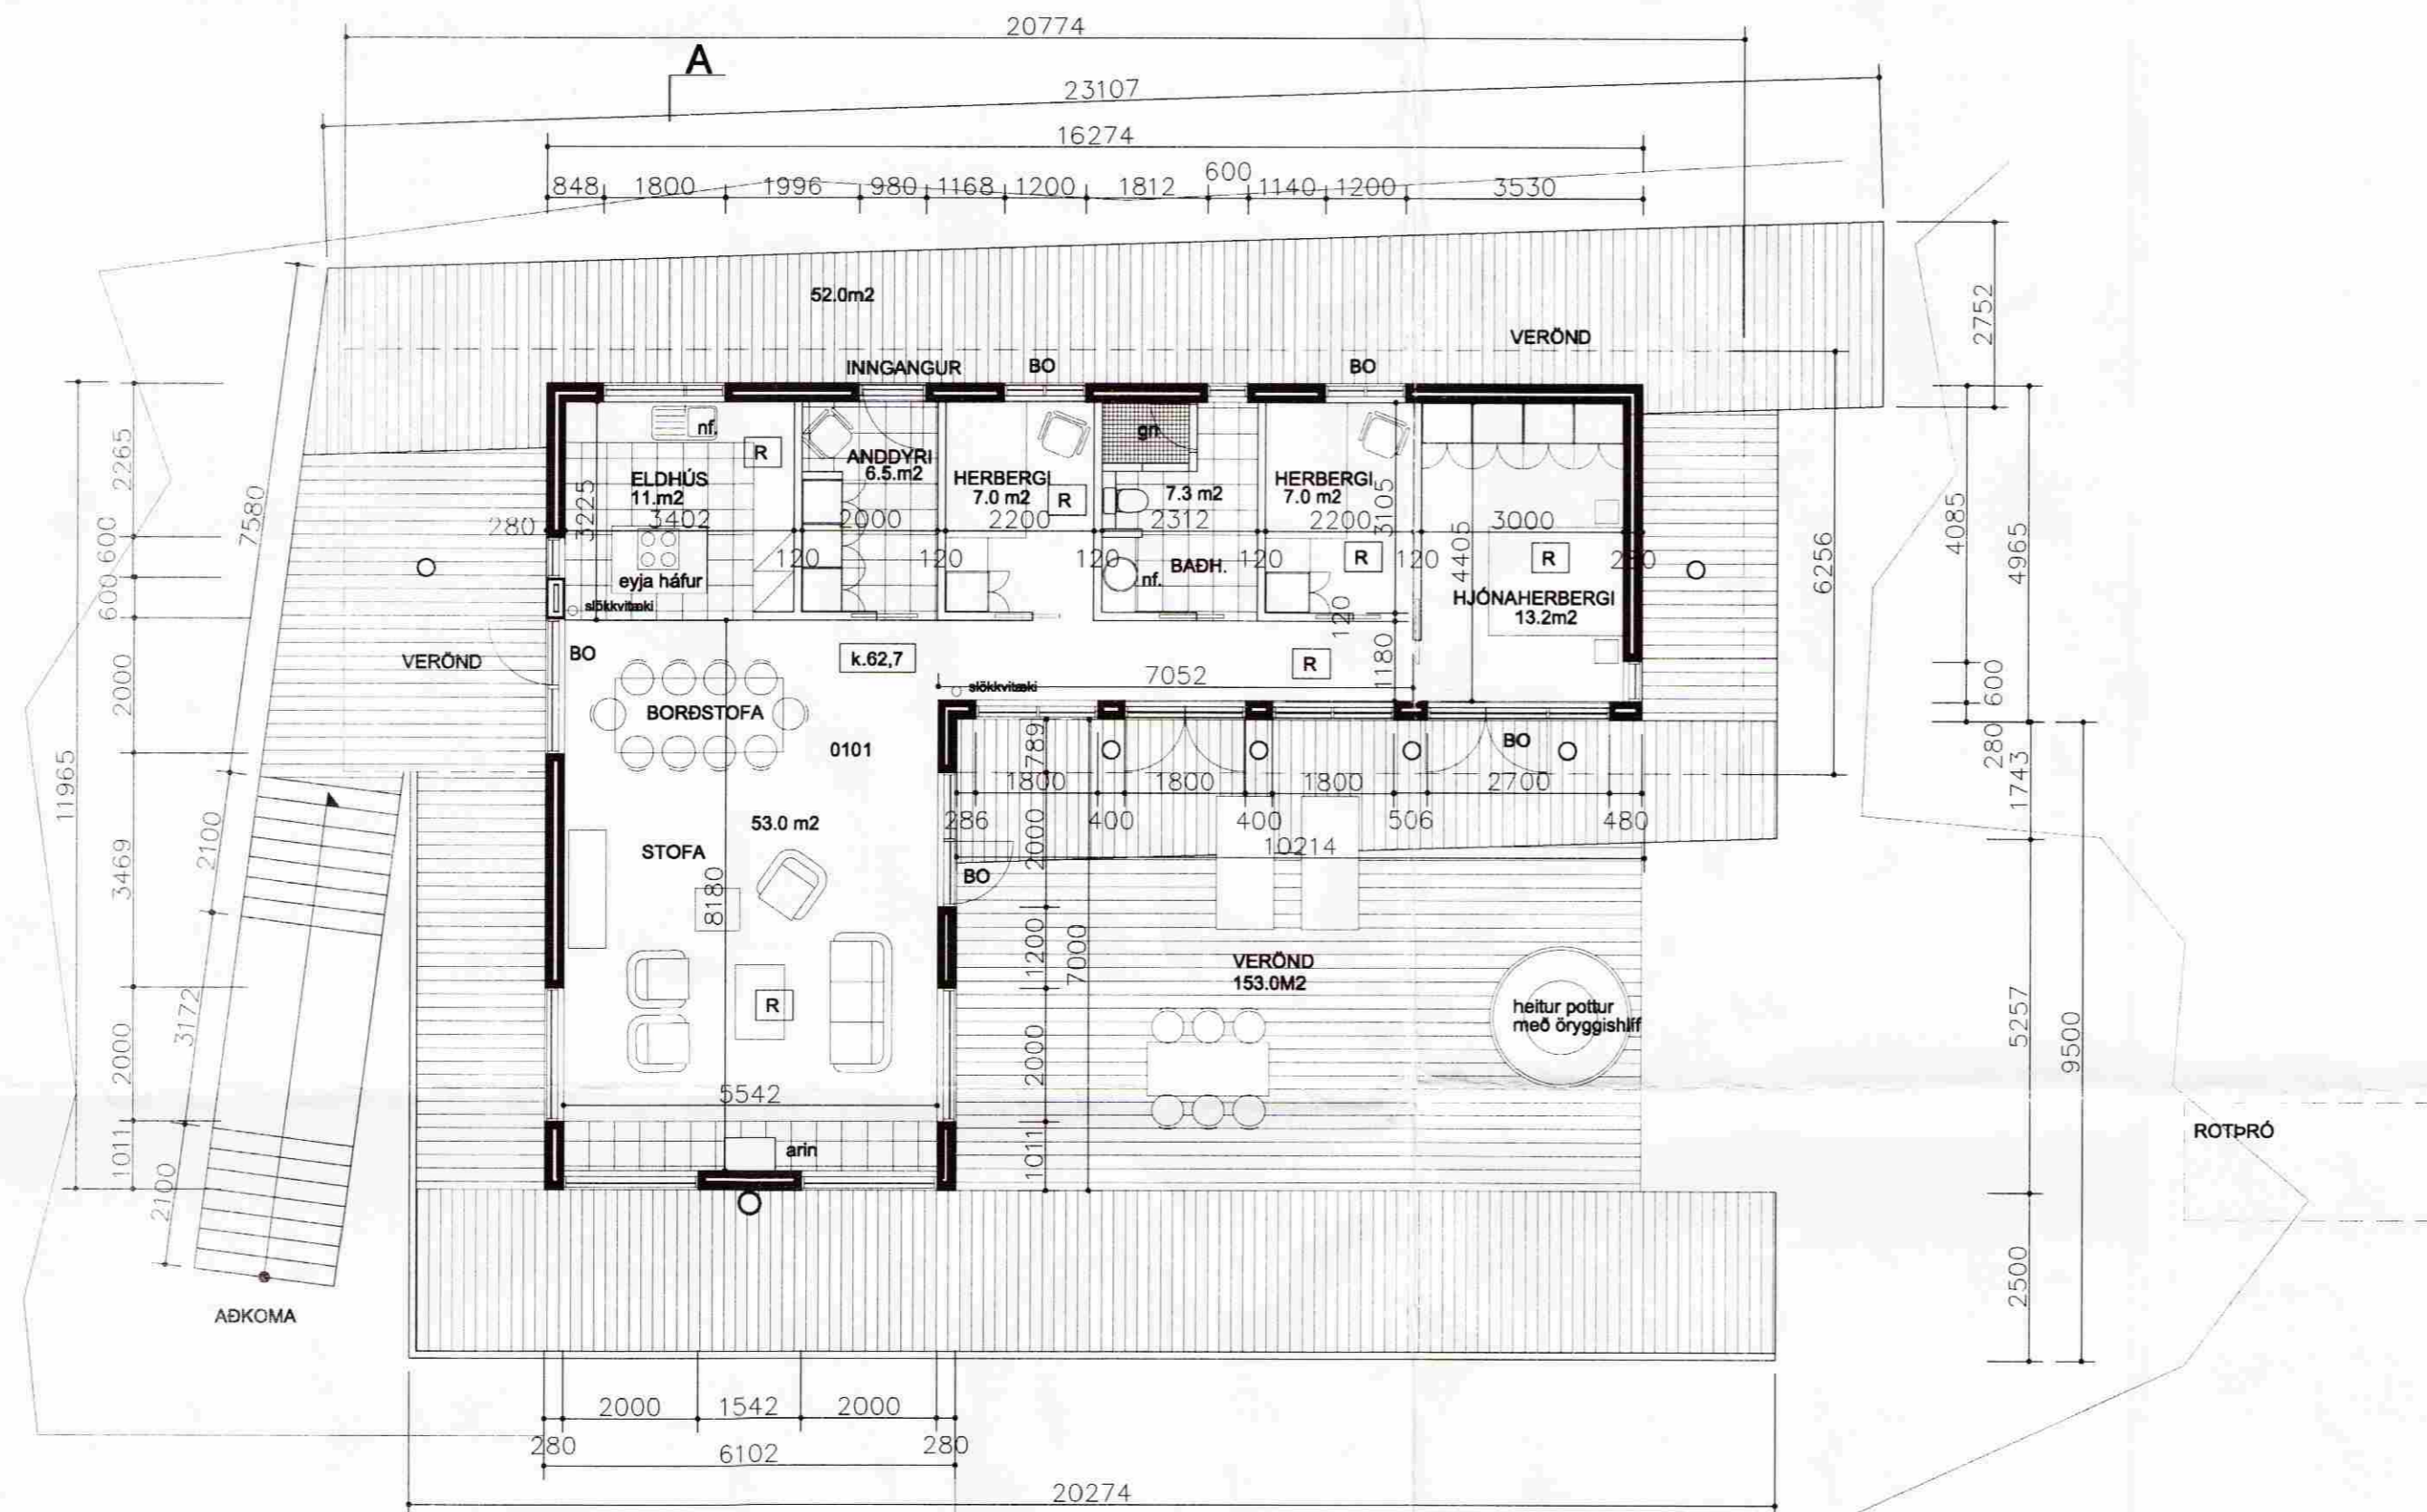 20774
A
23107
16274
600
848 1800 1996 980 1168 1200 1812 1140 1200 3530
52.0m2
2752
VERÖND
INNGANGUR
BO
BO
nf.
R
ANDDYRI
6.5.m2
gn
ELDHÚS
11.m2
HERBERGI
7.0 m2
R
7.3 m2
HERBERGI
7.0 m2
3225
3105
280 3402 2000 2200 2312 2200 3000
120 120 120 120 120
R
R
4405
eyja háfur
slökkvitæki
nf.
BAÐH.
HJÓNAHERBERGI
13.2m2
120
1180
2265
600
600
2000
3469
2000
1011
11965
7580
2100
3172
2100
4085
4965
600
280
1743
6256
5257
9500
2500
VERÖND
BO
k.62,7
R
7052
slökkvitæki
BORÐSTOFA
0101
BO
789
1800 1800 1800 2700
286 400 400 506 480
10214
2000
53.0 m2
STOFA
BO
8180
1200
7000
VERÖND
153.0M2
R
heitur pottur
með öryggishlíf
2000
5542
1011
arin
ROTÞRÓ
AÐKOMA
2000 1542 2000
280 280
6102
20274